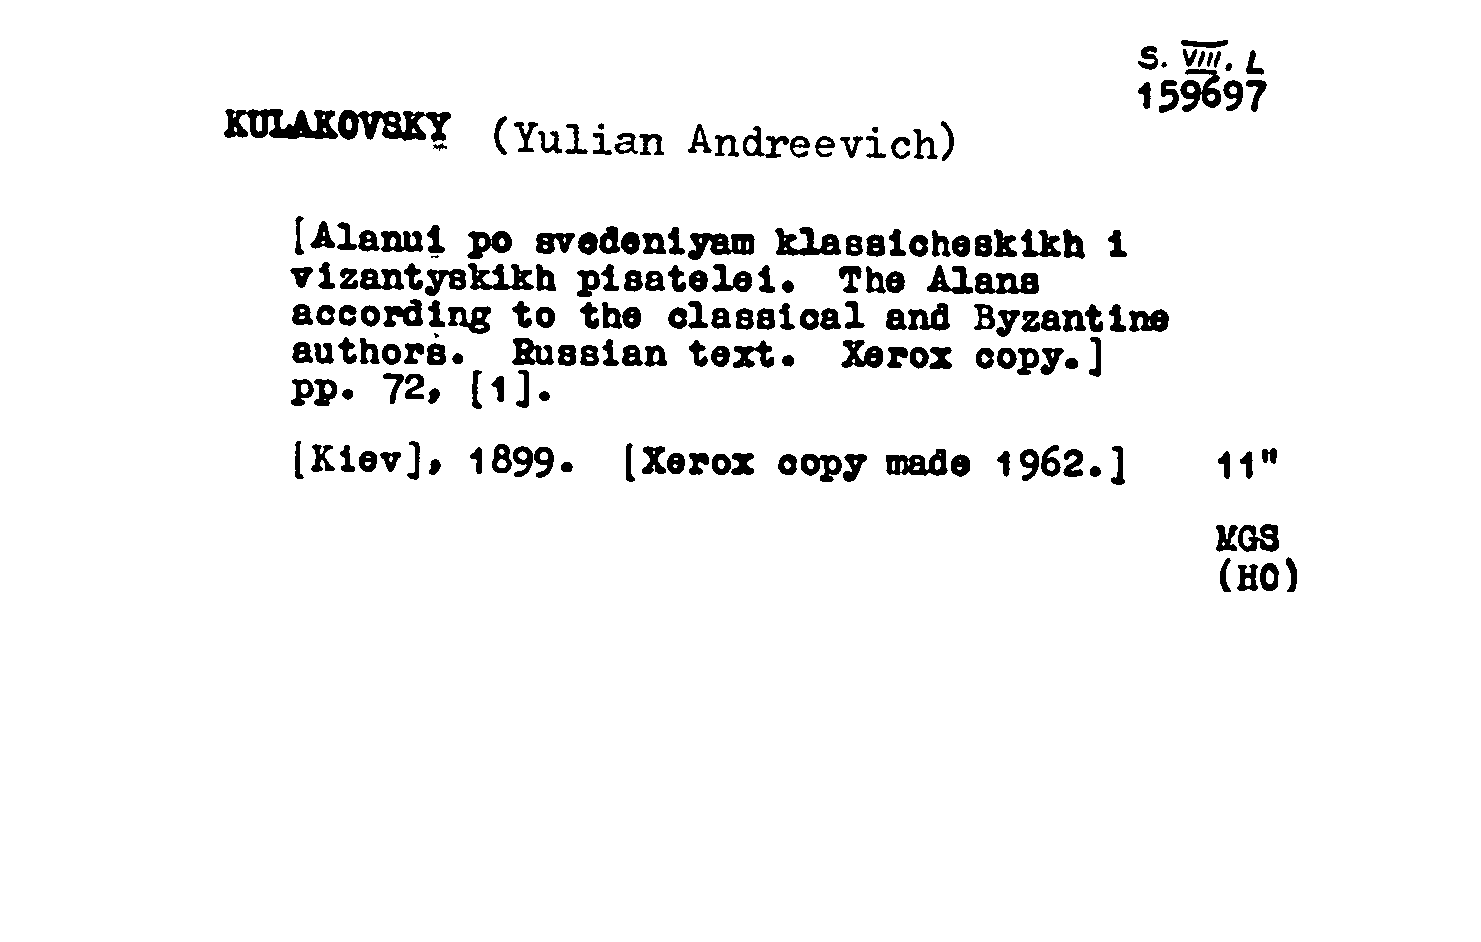 S. VIII. L
159697
KULAKOVSKY (Yulian Andreevich)
[Alanui po svedeniyam klassicheskikh i
vizantyskikh pisatelei. The Alans
according to the classical and Byzantine
authors. Russian text. Xerox copy.]
pp. 72, [1].
[Kiev], 1899. [Xerox copy made 1962.] 11"
MGS
(HO)